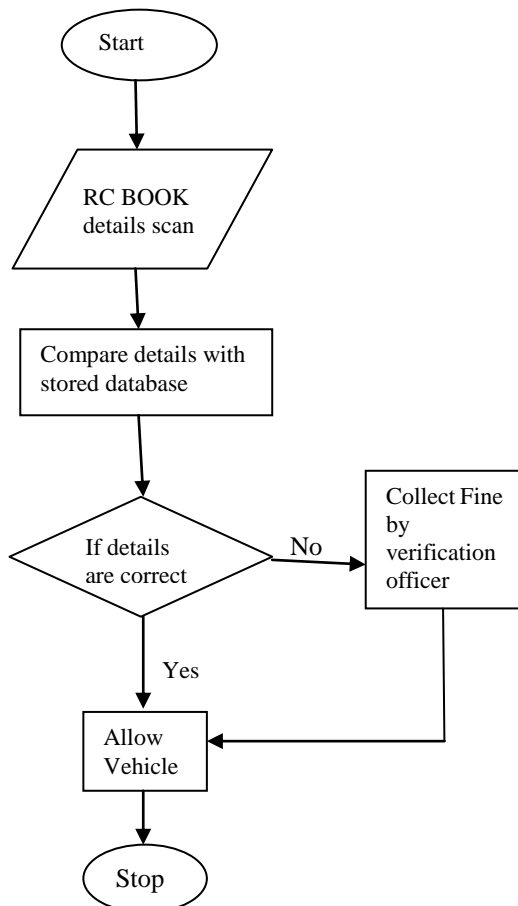 Start
RC BOOK
details scan
Compare details with
stored database
If details
are correct
No
Collect Fine
by
verification
officer
Yes
Allow
Vehicle
Stop